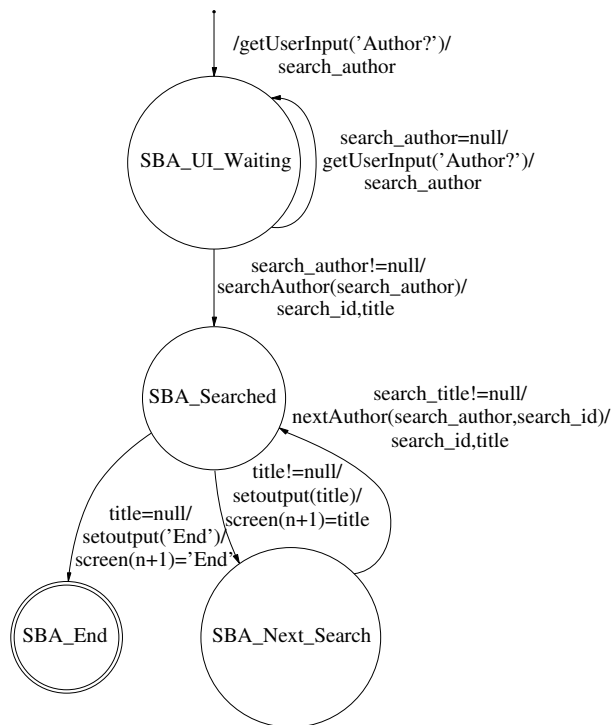 /getUserInput('Author?')/
search_author
SBA_UI_Waiting
search_author=null/
getUserInput('Author?')/
search_author
search_author!=null/
searchAuthor(search_author)/
search_id,title
SBA_Searched
search_title!=null/
nextAuthor(search_author,search_id)/
search_id,title
title!=null/
setoutput(title)/
screen(n+1)=title
title=null/
setoutput('End')/
screen(n+1)='End'
SBA_End
SBA_Next_Search